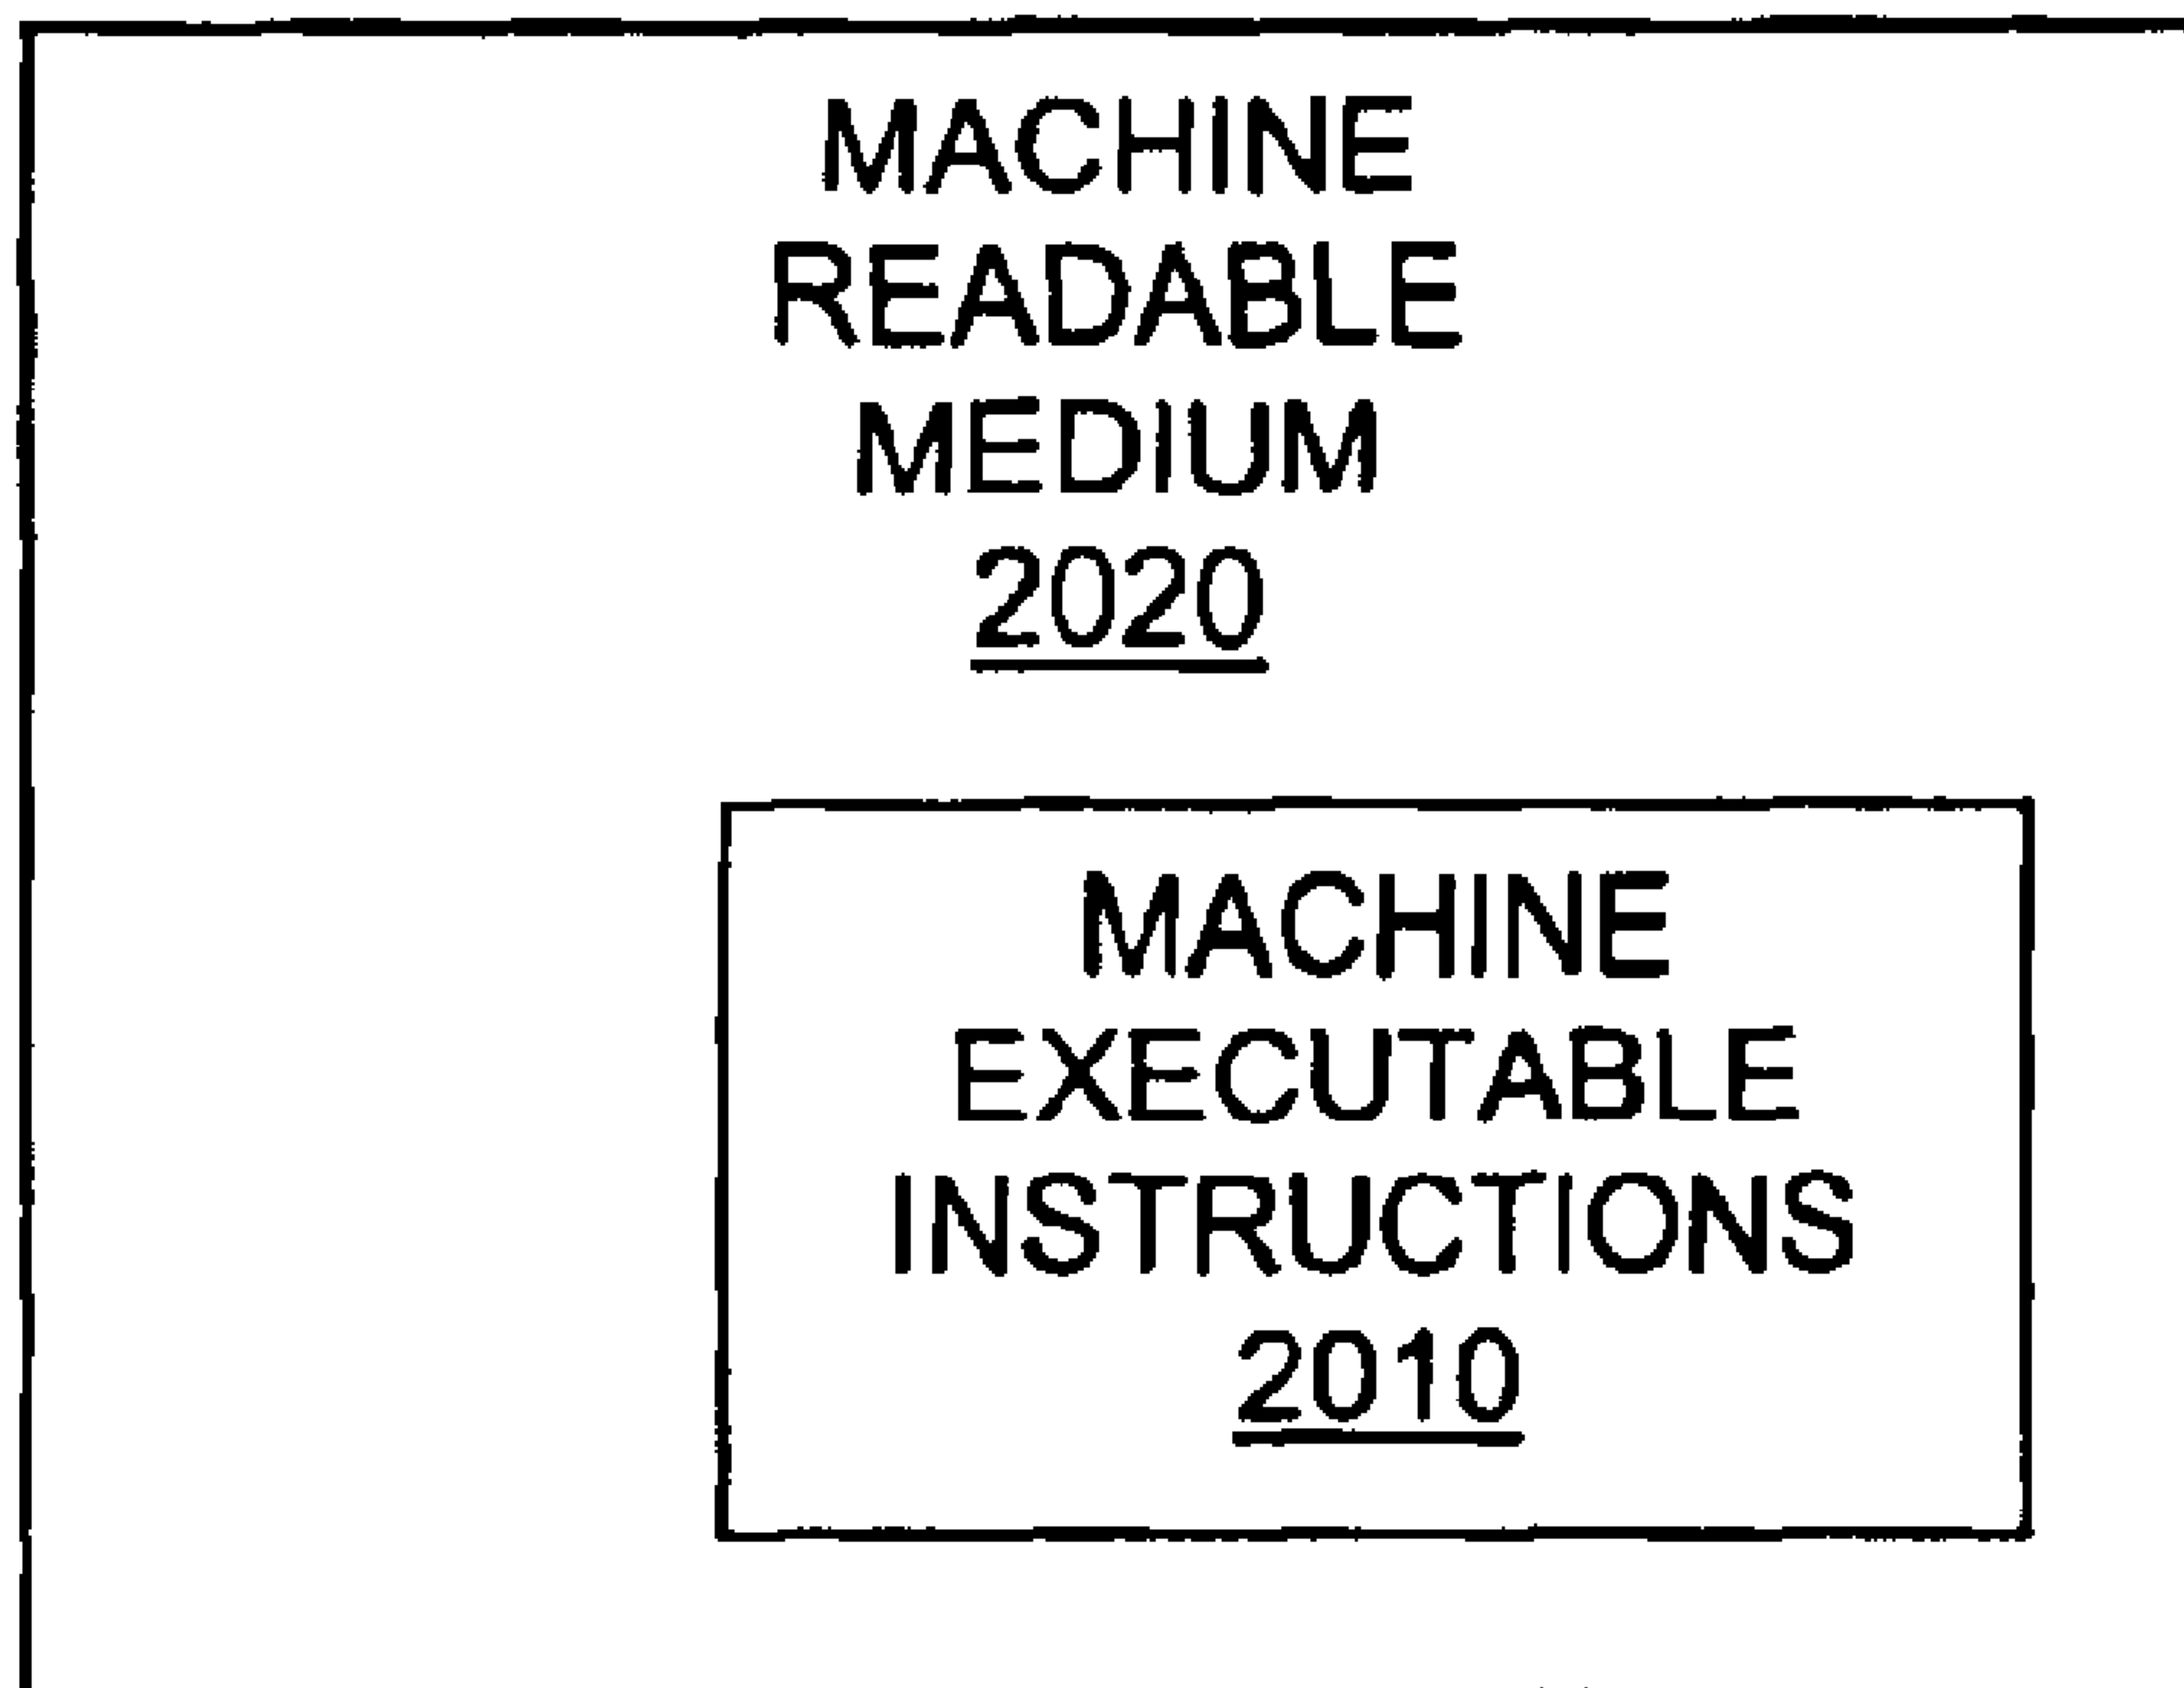 MACHINE
READABLE
MEDIUM
2020
MACHINE
EXECUTABLE
INSTRUCTIONS
2010